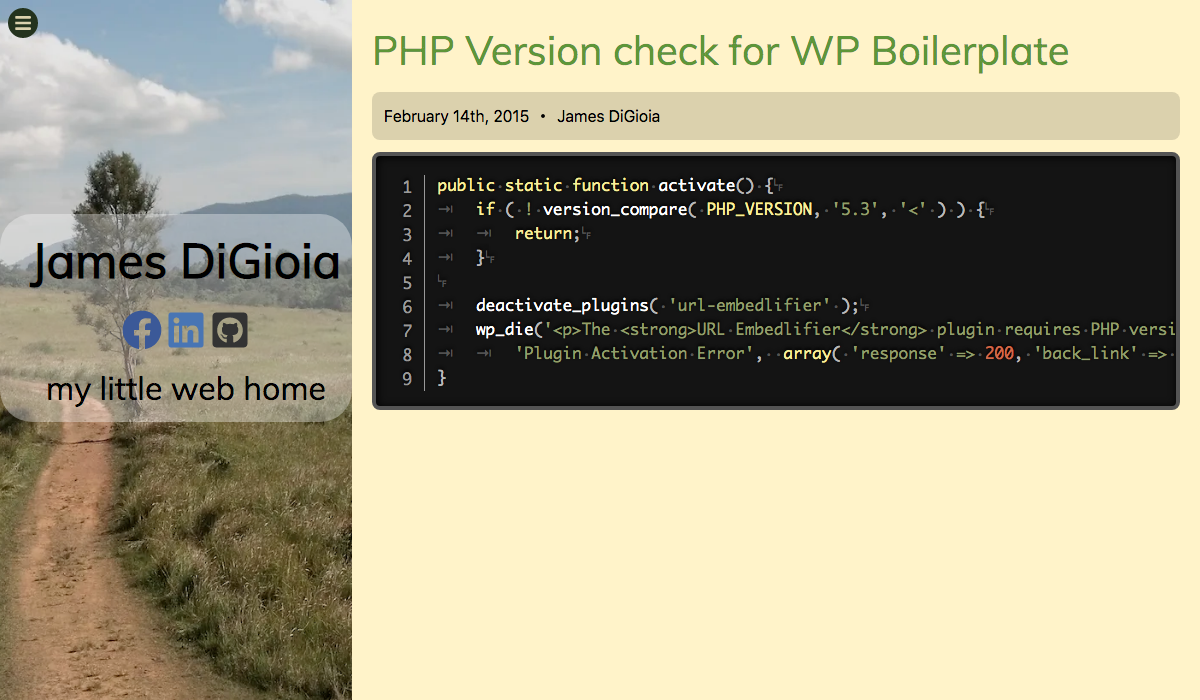 James DiGioia
in
my little web home
PHP Version check for WP Boilerplate
February 14th, 2015 • James DiGioia
1 public static function activate() {
2 if ( ! version_compare( PHP_VERSION, '5.3', '<' ) ) {
3 return;
4 }
5
6 deactivate_plugins( 'url-embedlifier' );
7 wp_die('<p>The <strong>URL Embedlifier</strong> plugin requires PHP versi
8 'Plugin Activation Error', array( 'response' => 200, 'back_link' =>
9 }